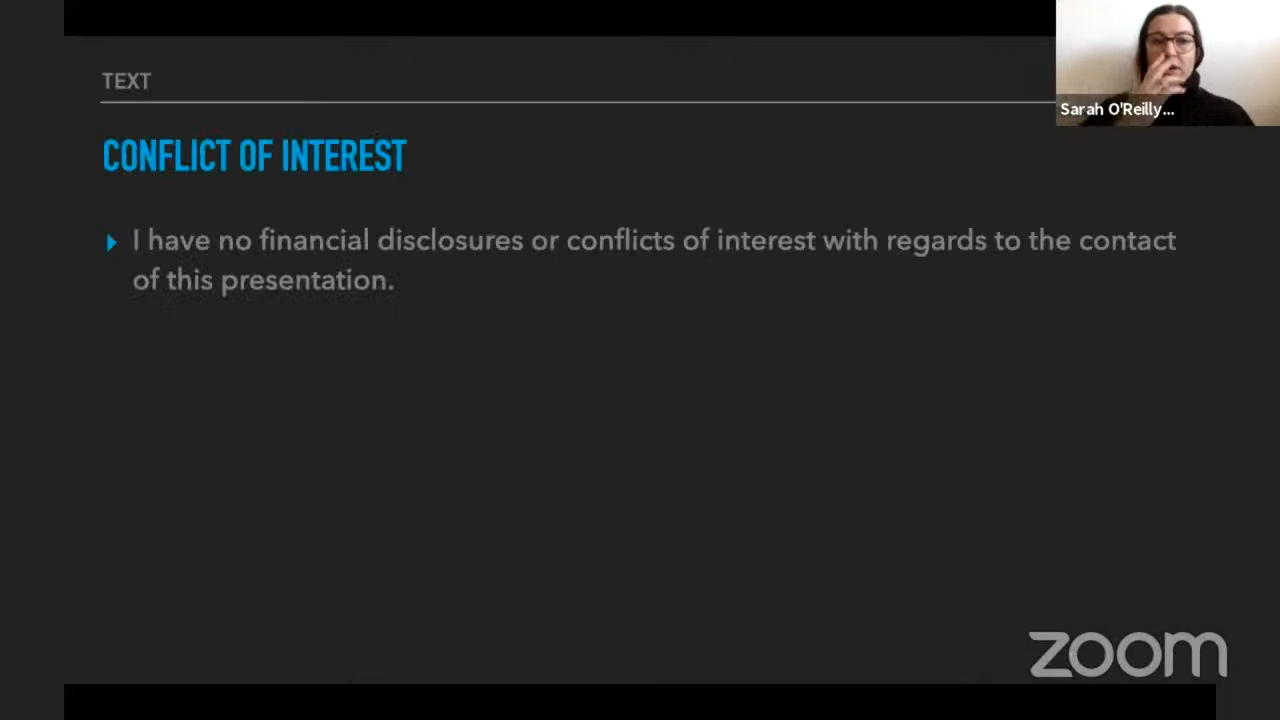 TEXT
CONFLICT OF INTEREST
I have no financial disclosures or conflicts of interest with regards to the contact
of this presentation.
Sarah O'Reilly...
zoom